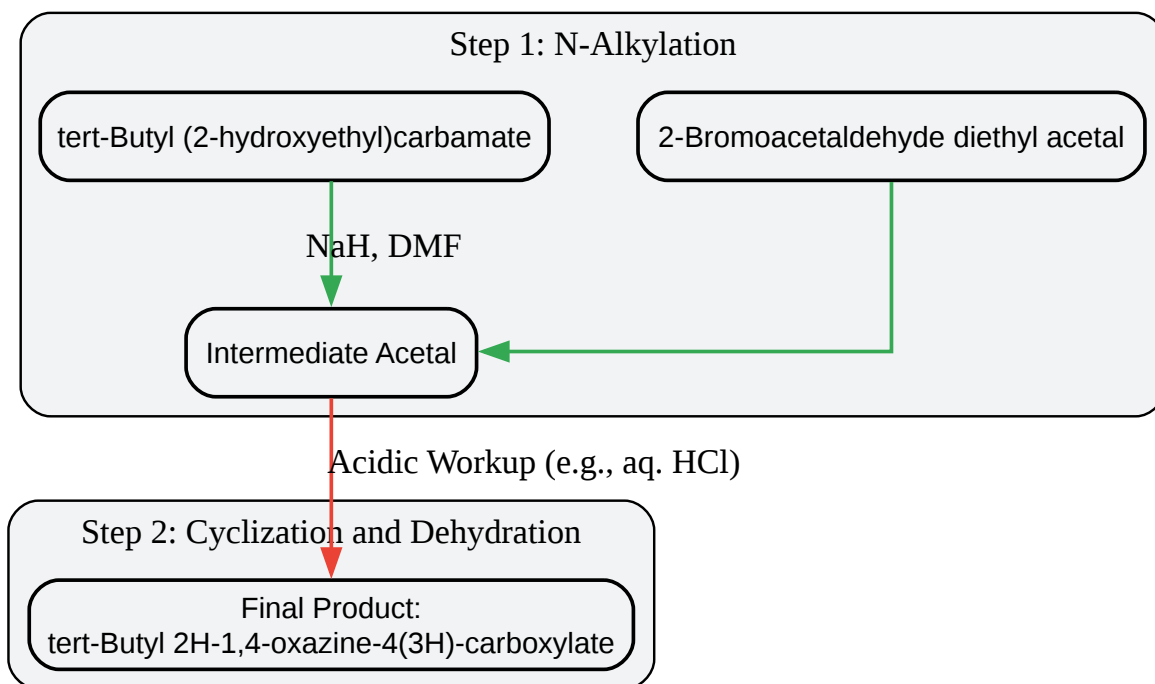 Step 1: N-Alkylation
tert-Butyl (2-hydroxyethyl)carbamate
2-Bromoacetaldehyde diethyl acetal
NaH, DMF
Intermediate Acetal
Acidic Workup (e.g., aq. HCl)
Step 2: Cyclization and Dehydration
Final Product:
tert-Butyl 2H-1,4-oxazine-4(3H)-carboxylate